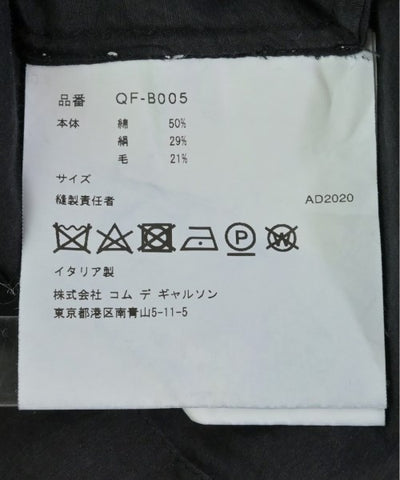 品番 QF-B005
本体 綿 50%
絹 29%
毛 21%
サイズ
縫製責任者 AD2020
P W
イタリア製
株式会社 コム デ ギャルソン
東京都港区南青山5-11-5